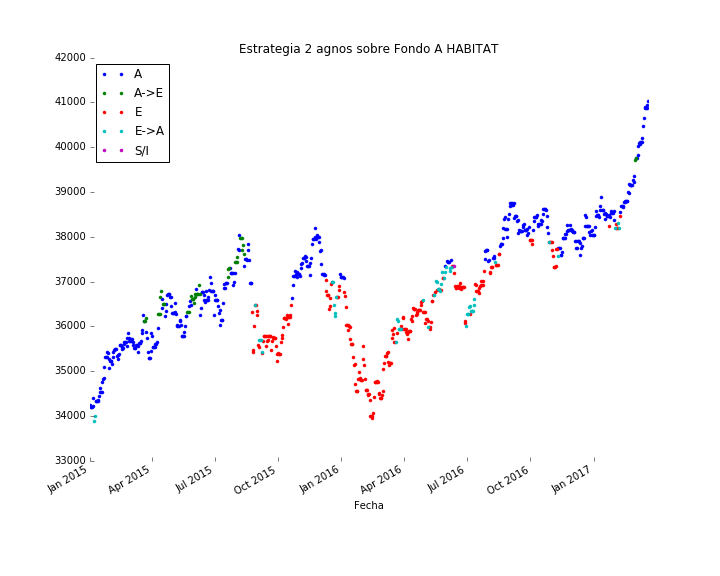 Estrategia 2 agnos sobre Fondo A HABITAT
42000
41000
40000
39000
38000
37000
36000
35000
34000
33000
A
A->E
E
E->A
S/I
Jan 2015
Apr 2015
Jul 2015
Oct 2015
Jan 2016
Apr 2016
Jul 2016
Oct 2016
Jan 2017
Fecha